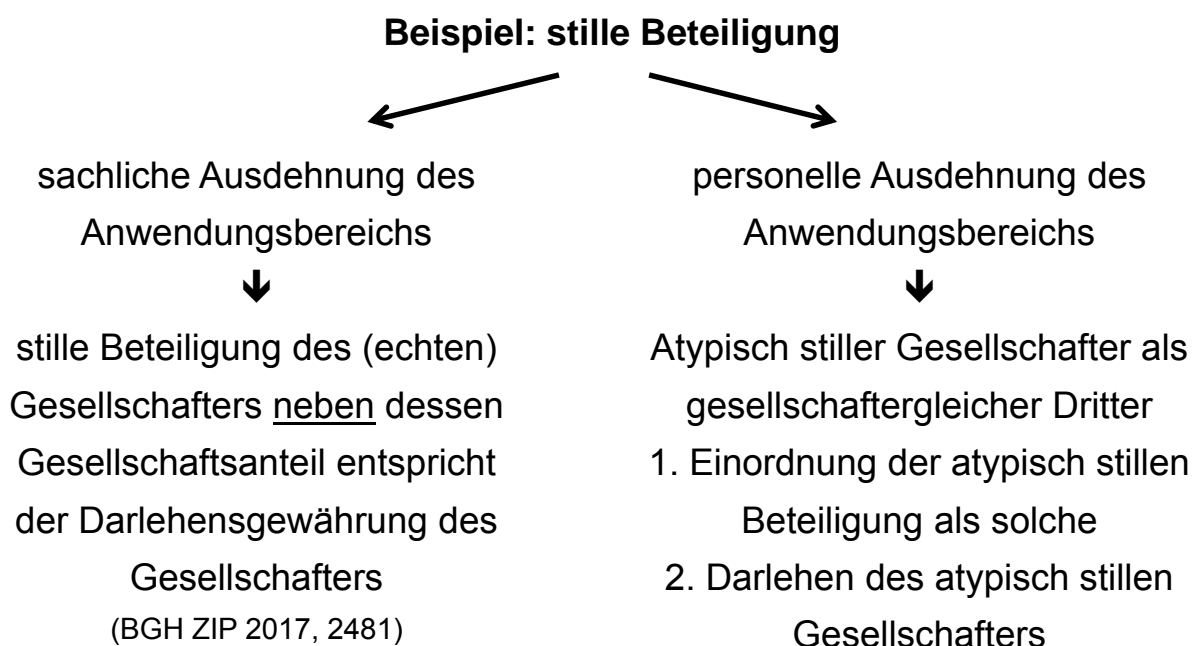 Beispiel: stille Beteiligung
sachliche Ausdehnung des
Anwendungsbereichs
stille Beteiligung des (echten)
Gesellschafters neben dessen
Gesellschaftsanteil entspricht
der Darlehensgewährung des
Gesellschafters
(BGH ZIP 2017, 2481)
personelle Ausdehnung des
Anwendungsbereichs
Atypisch stiller Gesellschafter als
gesellschaftergleicher Dritter
1. Einordnung der atypisch stillen
Beteiligung als solche
2. Darlehen des atypisch stillen
Gesellschafters